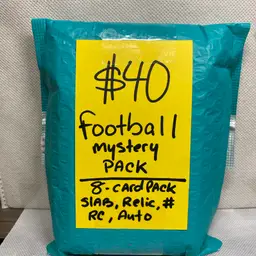 $40
Football
mystery
PACK
8-CARD PACK
SLAB, Relic, #
RC, Auto